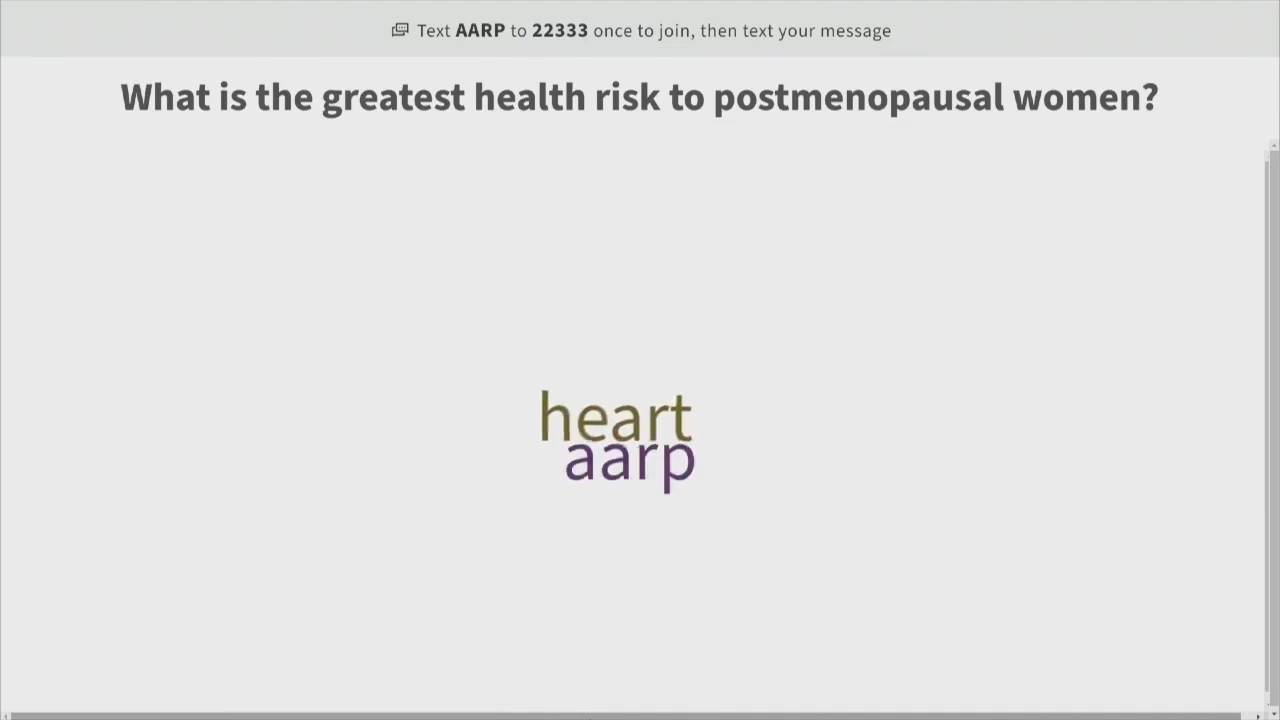 Text AARP to 22333 once to join, then text your message
What is the greatest health risk to postmenopausal women?
heart
aarp